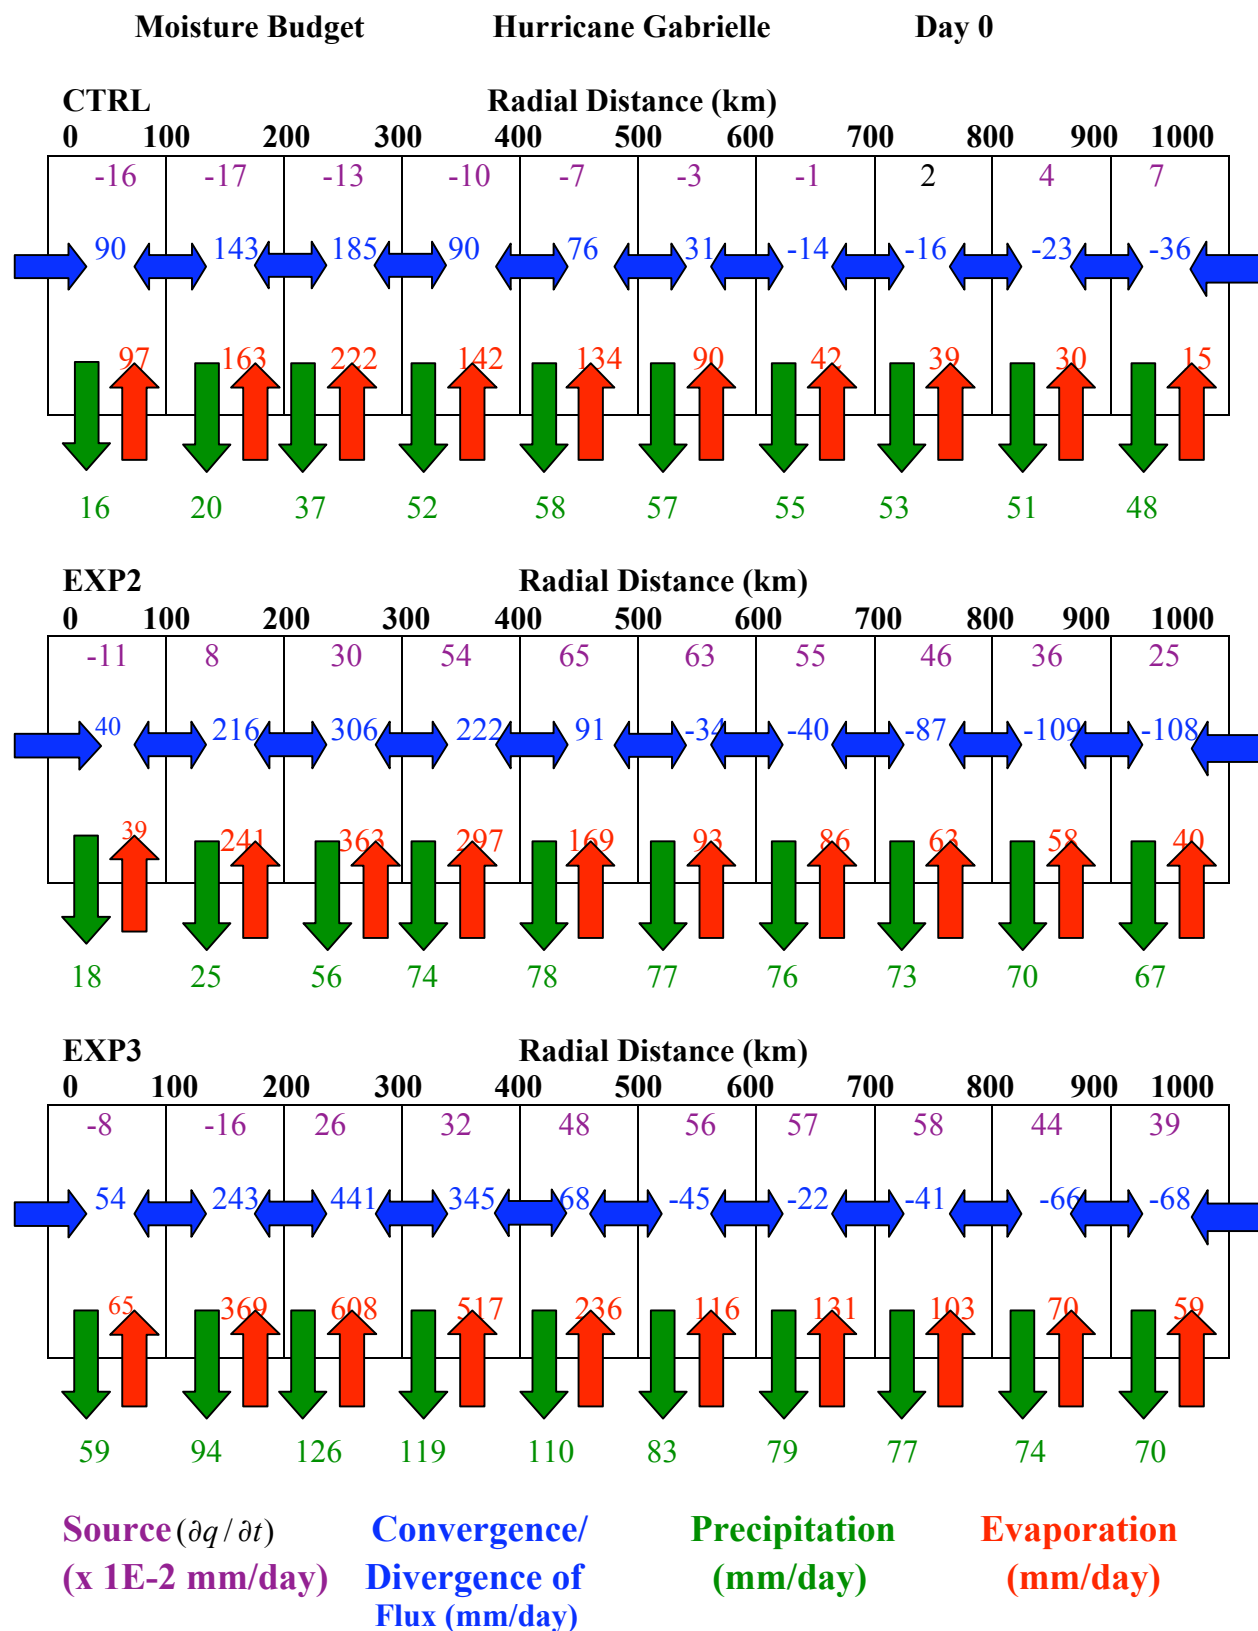 Moisture Budget Hurricane Gabrielle Day 0
CTRL Radial Distance (km)
0 100 200 300 400 500 600 700 800 900 1000
-16 -17 -13 -10 -7 -3 -1 2 4 7
90 143 185 90 76 31 -14 -16 -23 -36
97 163 222 142 134 90 42 39 30 15
16 20 37 52 58 57 55 53 51 48
EXP2 Radial Distance (km)
0 100 200 300 400 500 600 700 800 900 1000
-11 8 30 54 65 63 55 46 36 25
40 216 306 222 91 -34 -40 -87 -109 -108
39 241 363 297 169 93 86 63 58 40
18 25 56 74 78 77 76 73 70 67
EXP3 Radial Distance (km)
0 100 200 300 400 500 600 700 800 900 1000
-8 -16 26 32 48 56 57 58 44 39
54 243 441 345 68 -45 -22 -41 -66 -68
65 369 608 517 236 116 131 103 70 59
59 94 126 119 110 83 79 77 74 70
Source (∂q / ∂t) Convergence/ Precipitation Evaporation
(x 1E-2 mm/day) Divergence of (mm/day) (mm/day)
Flux (mm/day)